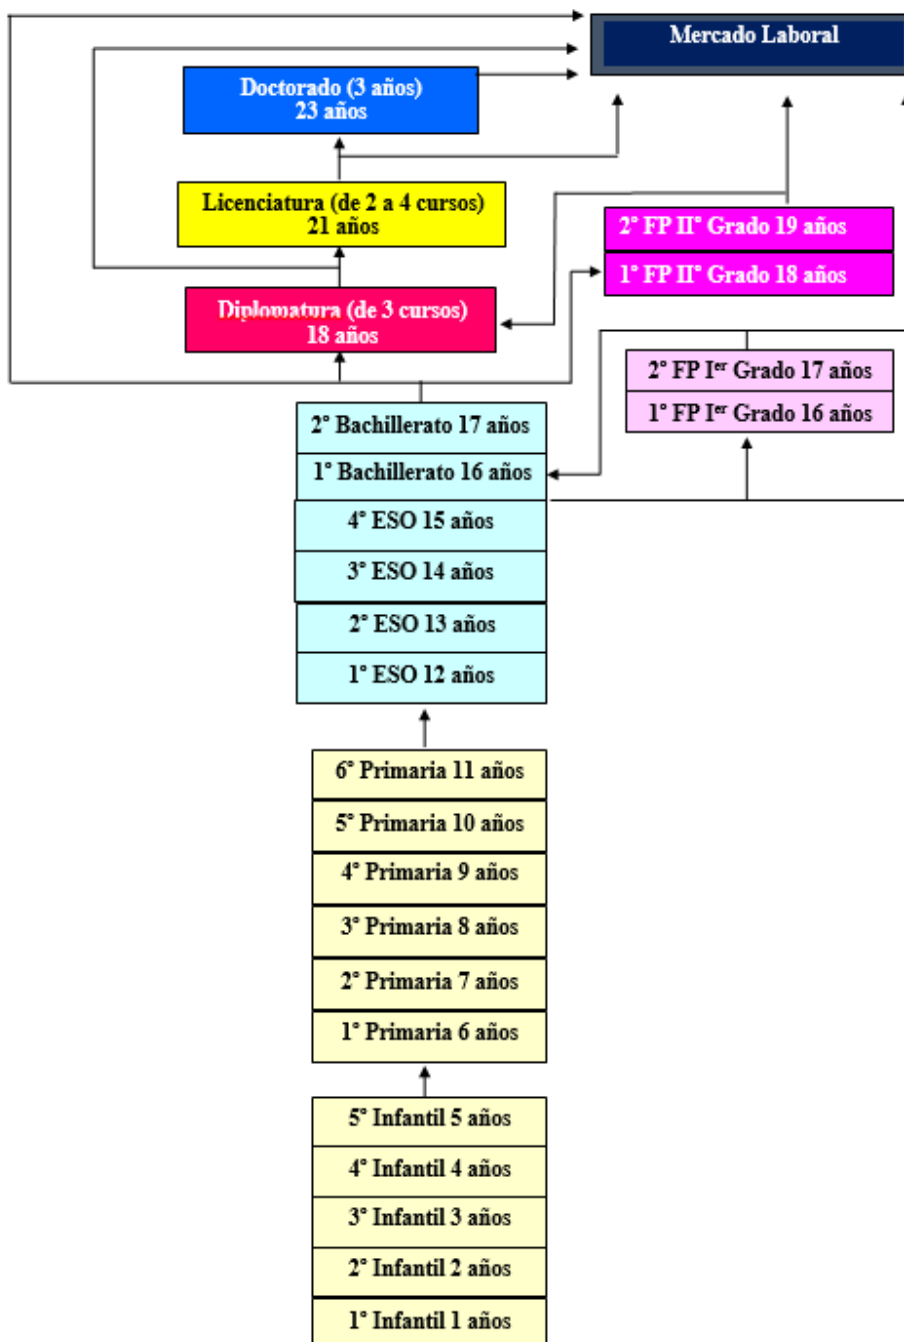 Mercado Laboral
Doctorado (3 años)
23 años
Licenciatura (de 2 a 4 cursos)
21 años
2° FP II° Grado 19 años
1° FP II° Grado 18 años
Diplomatura (de 3 cursos)
18 años
2° FP Iᵉʳ Grado 17 años
1° FP Iᵉʳ Grado 16 años
2° Bachillerato 17 años
1° Bachillerato 16 años
4° ESO 15 años
3° ESO 14 años
2° ESO 13 años
1° ESO 12 años
6° Primaria 11 años
5° Primaria 10 años
4° Primaria 9 años
3° Primaria 8 años
2° Primaria 7 años
1° Primaria 6 años
5° Infantil 5 años
4° Infantil 4 años
3° Infantil 3 años
2° Infantil 2 años
1° Infantil 1 años